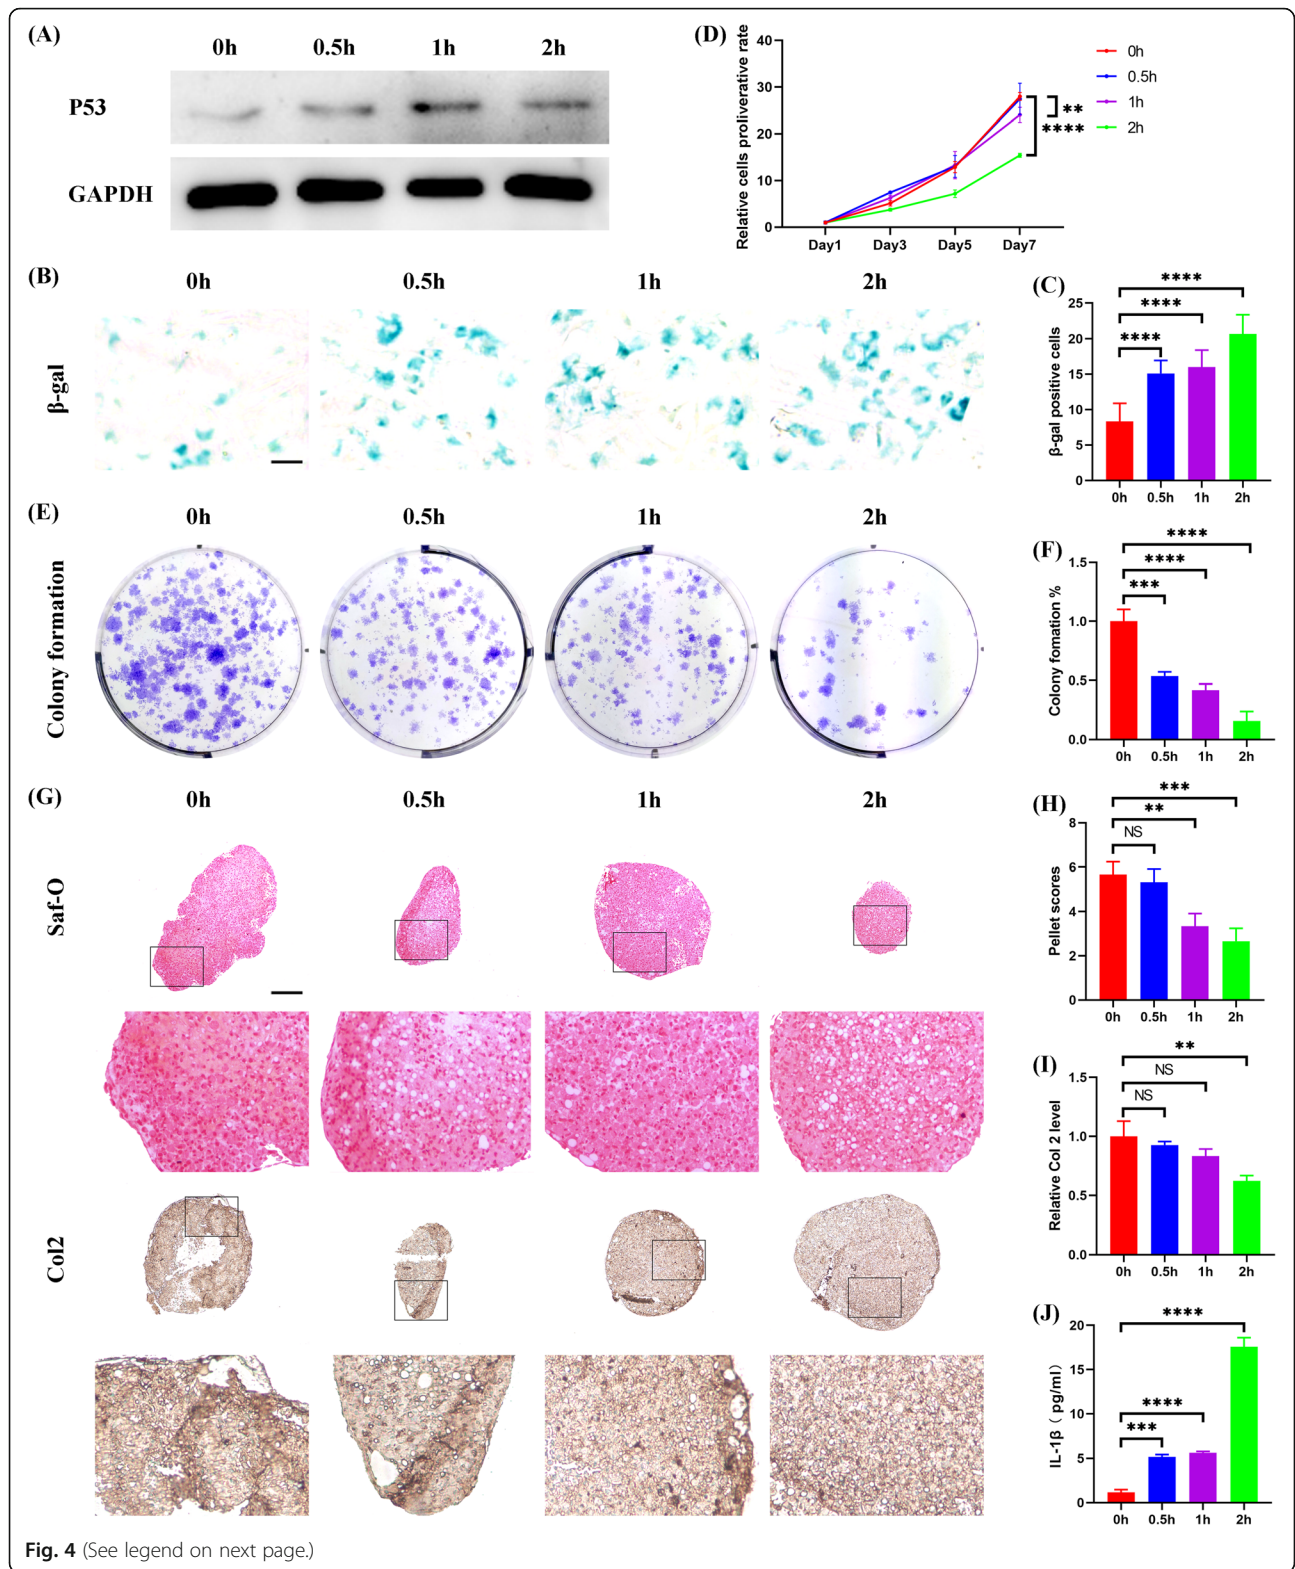 (A)
0h 0.5h 1h 2h
P53
GAPDH
(D)
Relative cells proliverative rate
40
30
20
10
0
Day1 Day3 Day5 Day7
**
****
0h
0.5h
1h
2h
(B)
0h 0.5h 1h 2h
β-gal
(C)
β-gal positive cells
25
20
15
10
5
0
****
****
****
0h 0.5h 1h 2h
(E)
0h 0.5h 1h 2h
Colony formation
(F)
Colony fomation %
1.5
1.0
0.5
0.0
****
****
***
0h 0.5h 1h 2h
(G)
0h 0.5h 1h 2h
Saf-O
Col2
(H)
Pellet scores
8
6
4
2
0
***
**
NS
0h 0.5h 1h 2h
(I)
Relative Col 2 level
1.5
1.0
0.5
0.0
**
NS
NS
0h 0.5h 1h 2h
(J)
IL-1β（ pg/ml）
20
15
10
5
0
****
****
***
0h 0.5h 1h 2h
Fig. 4 (See legend on next page.)